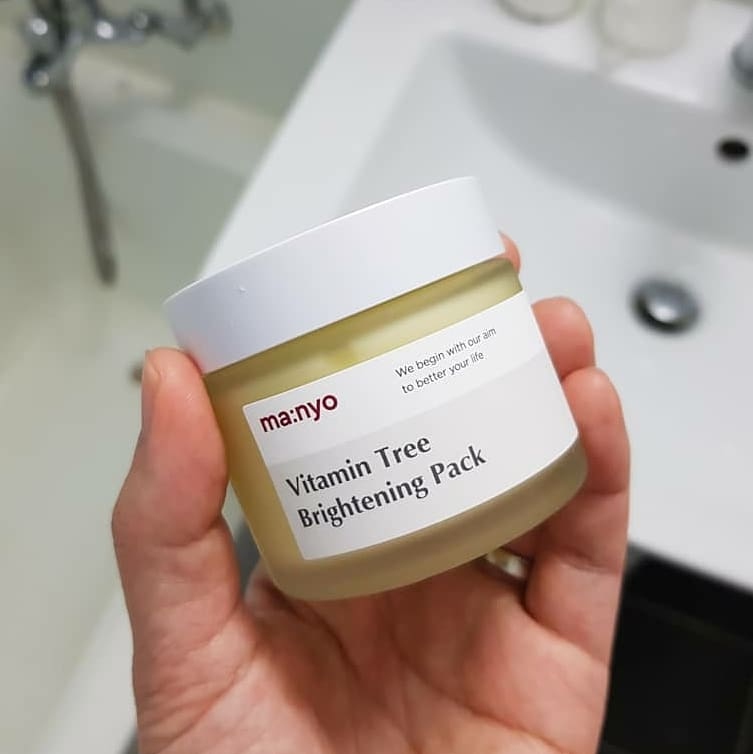 ma:nyo
We begin with our aim
to better your life
Vitamin Tree
Brightening Pack